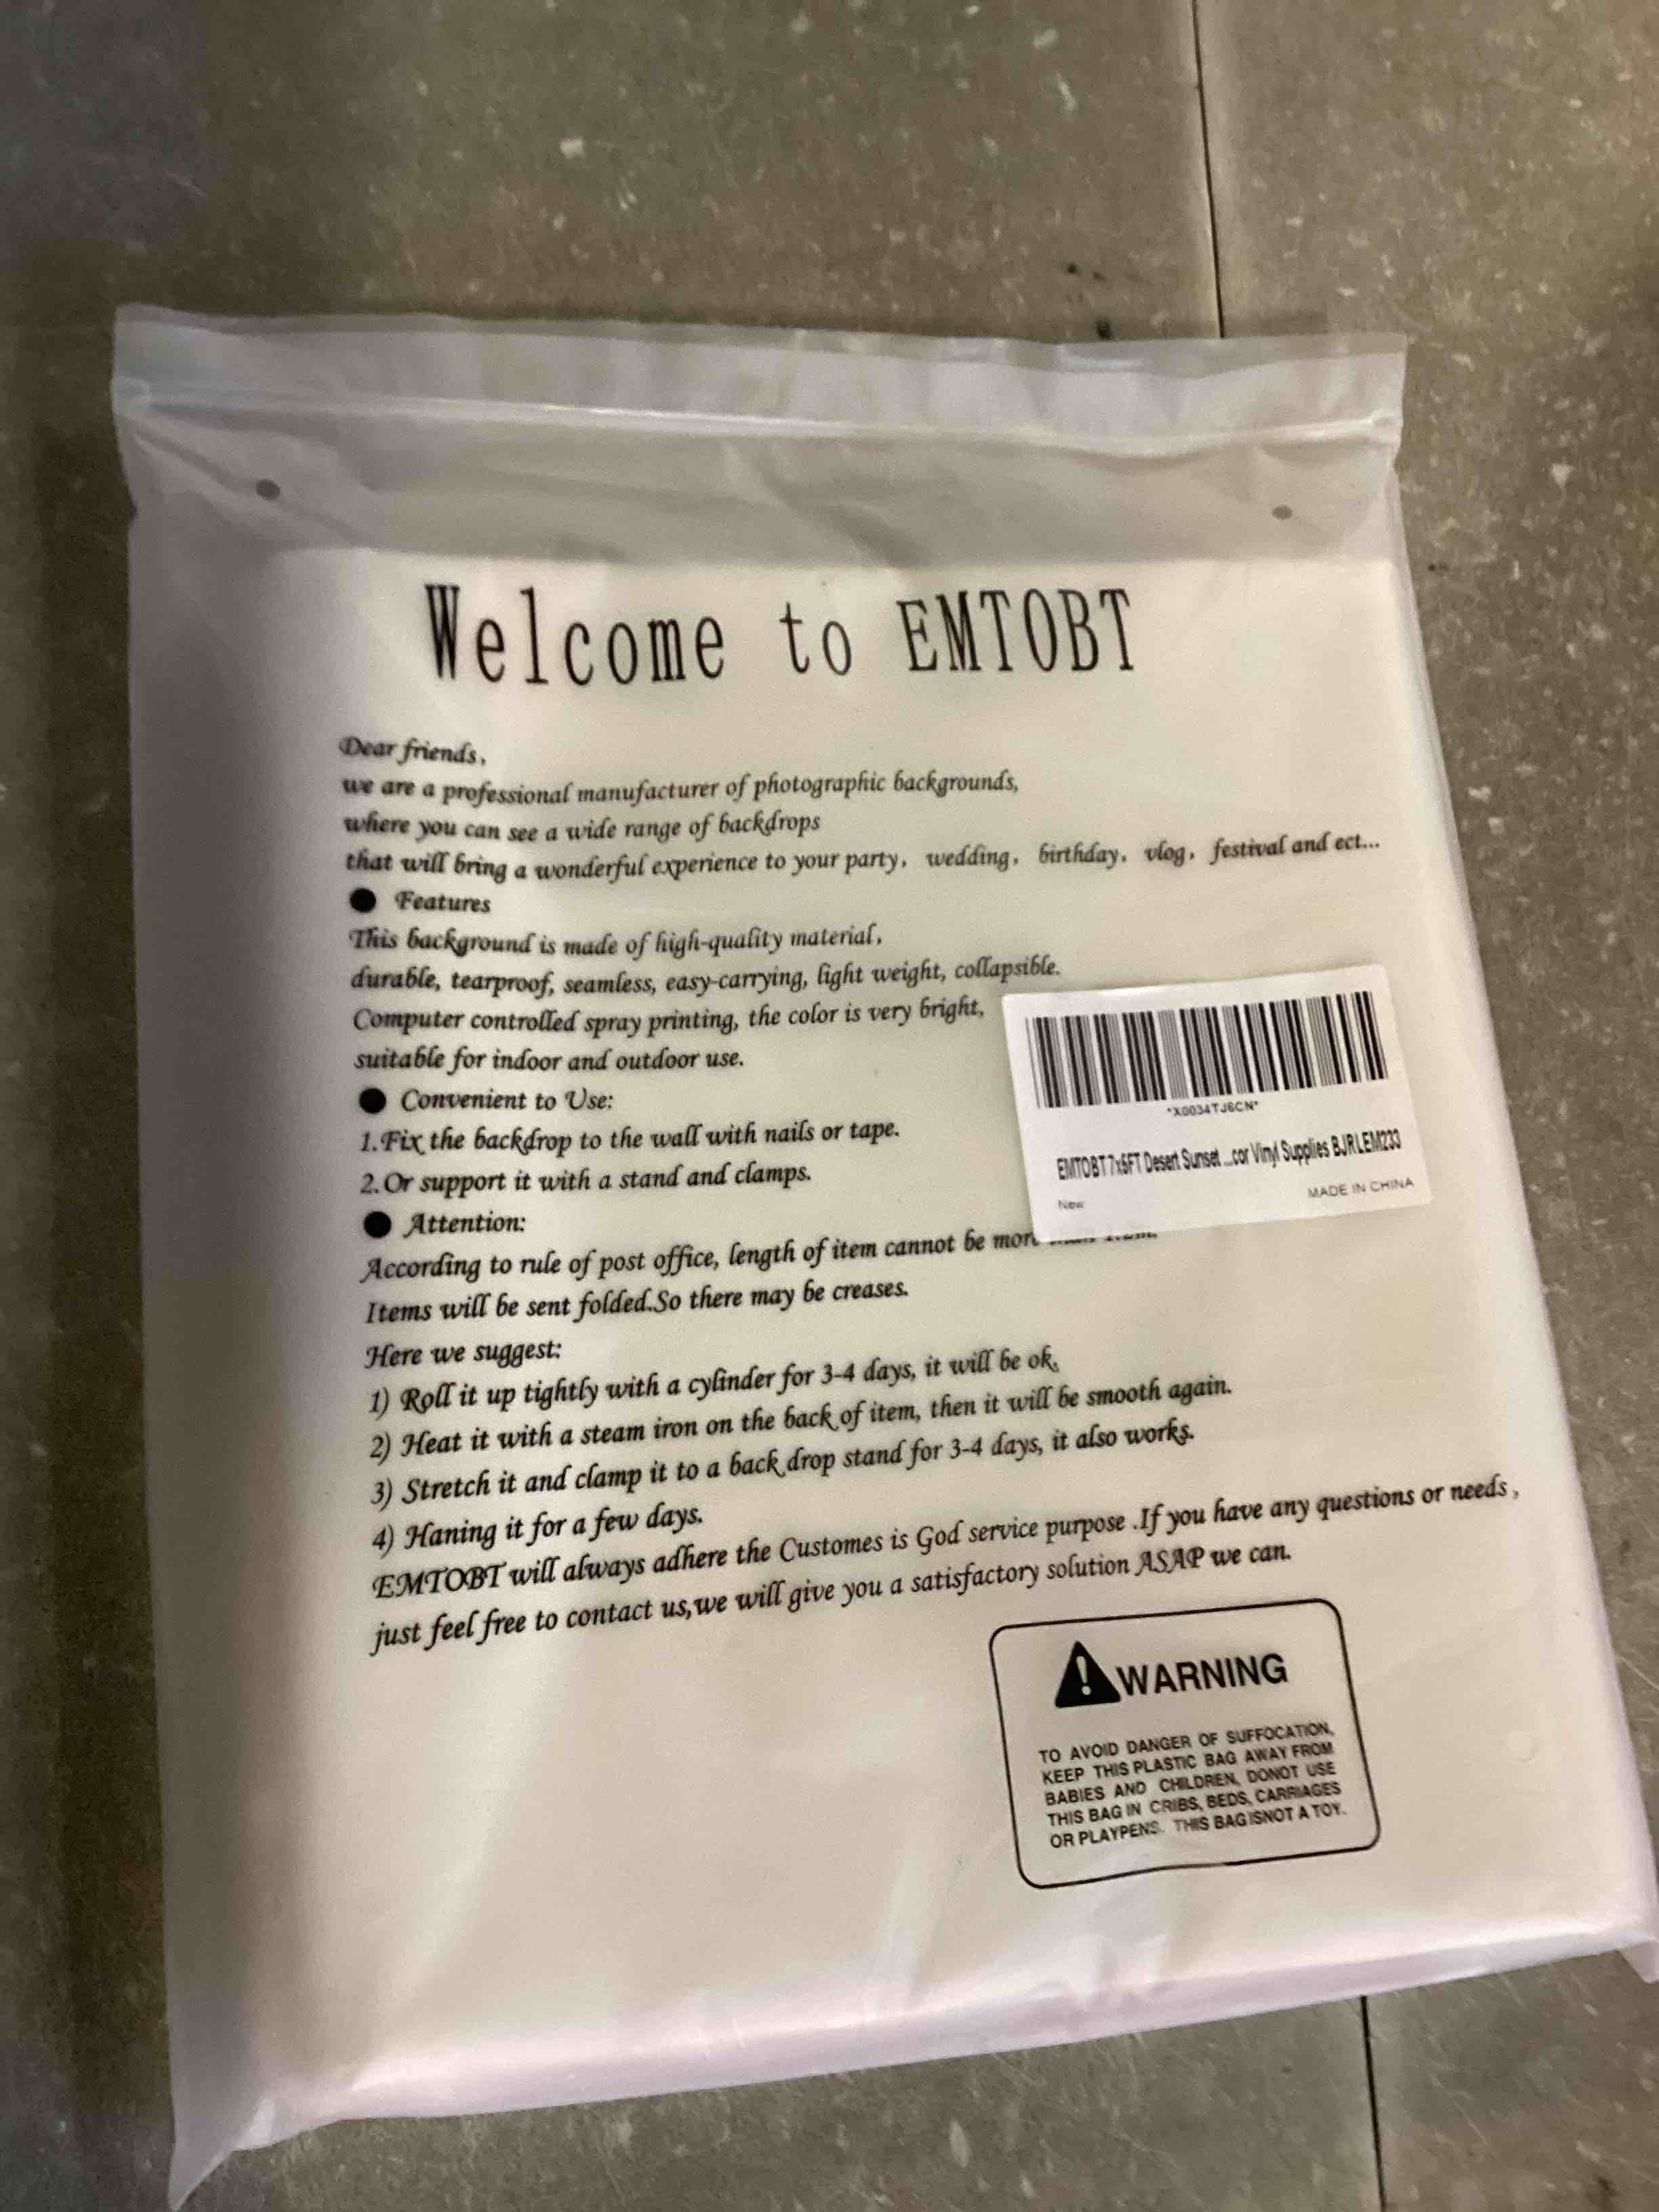 Welcome to EMTOBT
Dear friends,
we are a professional manufacturer of photographic backgrounds,
where you can see a wide range of backdrops
that will bring a wonderful experience to your party, wedding, birthday, vlog, festival and ect...
● Features
This background is made of high-quality material,
durable, tearproof, seamless, easy-carrying, light weight, collapsible.
Computer controlled spray printing, the color is very bright,
suitable for indoor and outdoor use.
● Convenient to Use:
1.Fix the backdrop to the wall with nails or tape.
2.Or support it with a stand and clamps.
● Attention:
According to rule of post office, length of item cannot be more
Items will be sent folded.So there may be creases.
Here we suggest:
1) Roll it up tightly with a cylinder for 3-4 days, it will be ok.
2) Heat it with a steam iron on the back of item, then it will be smooth again.
3) Stretch it and clamp it to a back drop stand for 3-4 days, it also works.
4) Haning it for a few days.
EMTOBT will always adhere the Customes is God service purpose .If you have any questions or needs ,
just feel free to contact us,we will give you a satisfactory solution ASAP we can.
*X0034TJ6CN*
EMTOBT 7x5FT Desert Sunset ...cor Vinyl Supplies BJRLEM233
New
MADE IN CHINA
WARNING
TO AVOID DANGER OF SUFFOCATION,
KEEP THIS PLASTIC BAG AWAY FROM
BABIES AND CHILDREN, DONOT USE
THIS BAG IN CRIBS, BEDS, CARRIAGES
OR PLAYPENS. THIS BAG ISNOT A TOY.